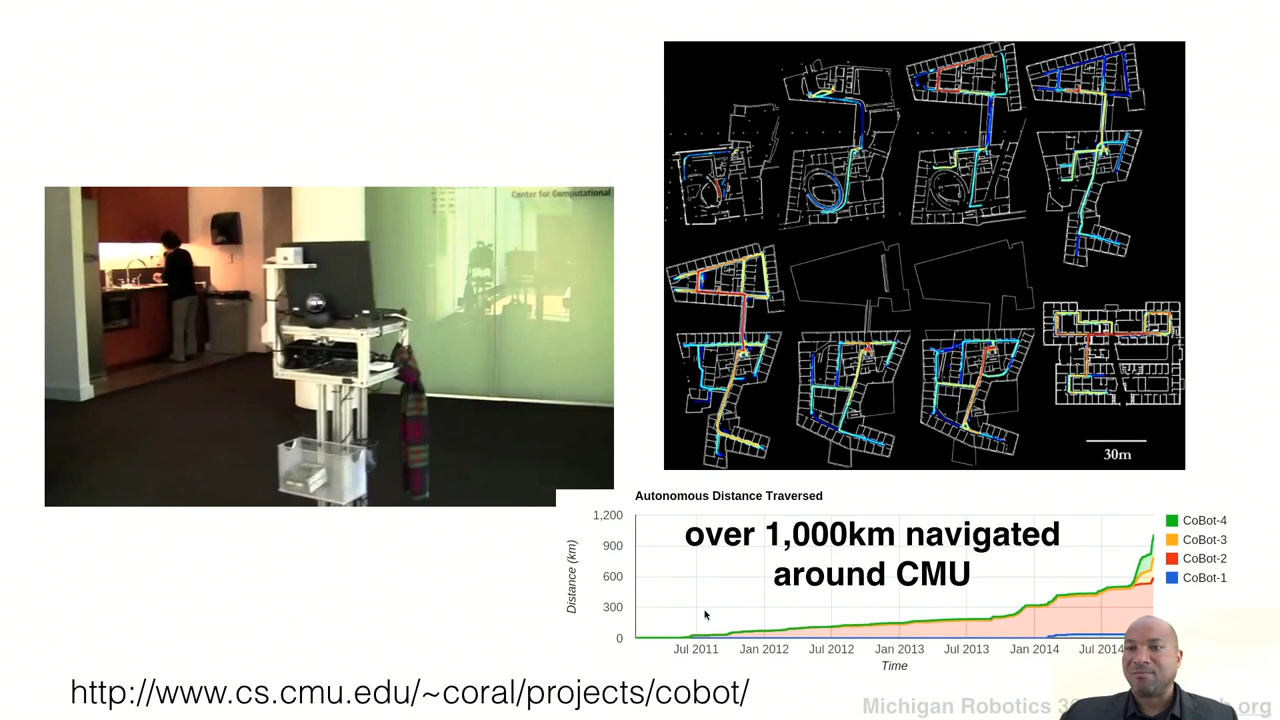 Center for Computational
30m
Autonomous Distance Traversed
over 1,000km navigated
around CMU
1,200
900
600
300
0
Distance (km)
Jul 2011 Jan 2012 Jul 2012 Jan 2013 Jul 2013 Jan 2014 Jul 2014
Time
CoBot-4
CoBot-3
CoBot-2
CoBot-1
http://www.cs.cmu.edu/~coral/projects/cobot/
Michigan Robotics
.org